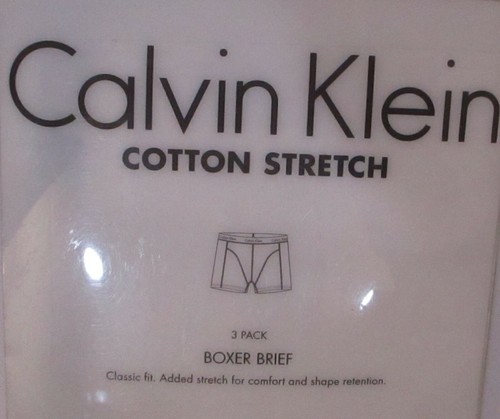 Calvin Klein
COTTON STRETCH
3 PACK
BOXER BRIEF
Classic fit. Added stretch for comfort and shape retention.